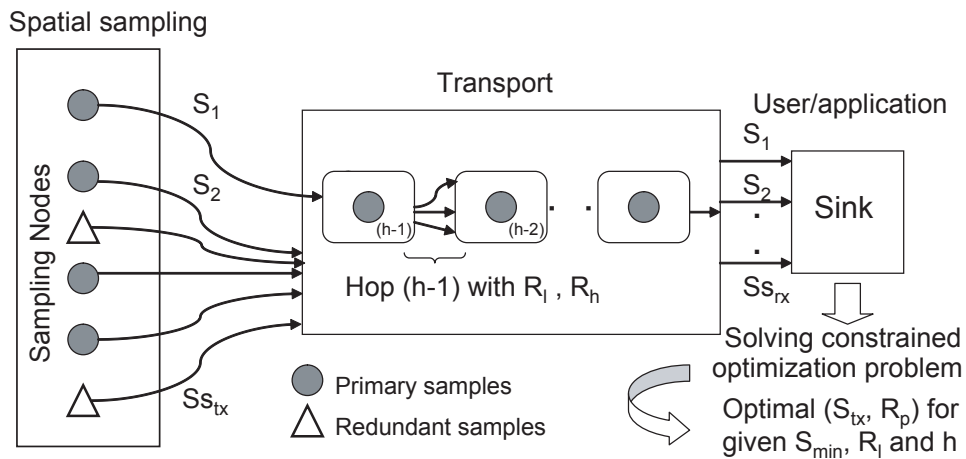 Spatial sampling
Sampling Nodes
S1
S2
Sstx
Transport
(h-1)
(h-2)
Hop (h-1) with Rl , Rh
User/application
S1
S2
Ssrx
Sink
Primary samples
Redundant samples
Solving constrained
optimization problem
Optimal (Stx, Rp) for
given Smin, Rl and h